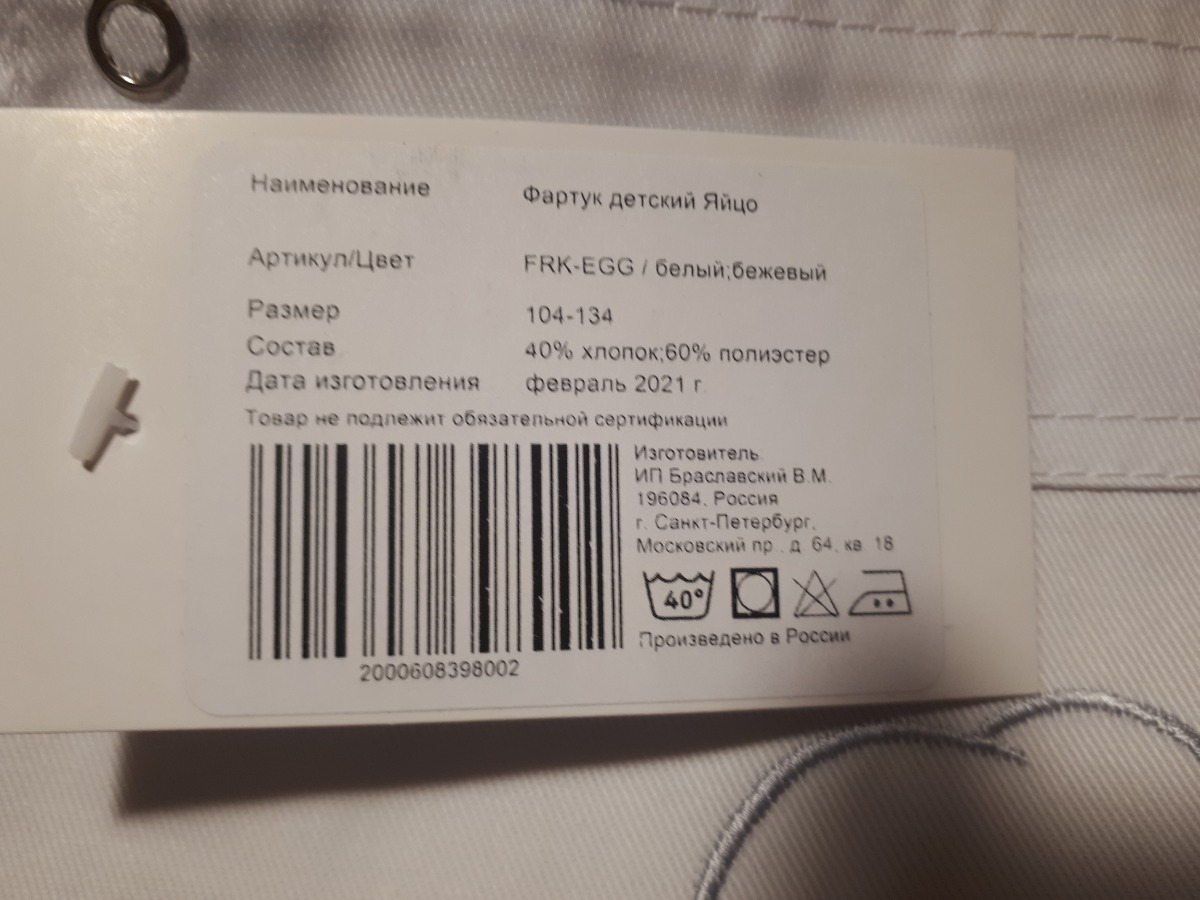 Наименование Фартук детский Яйцо
Артикул/Цвет FRK-EGG / белый;бежевый
Размер 104-134
Состав 40% хлопок;60% полиэстер
Дата изготовления февраль 2021 г.
Товар не подлежит обязательной сертификации
Изготовитель
ИП Браславский В.М.
196084, Россия
г. Санкт-Петербург,
Московский пр., д. 64, кв. 18
40°
Произведено в России
2000608398002